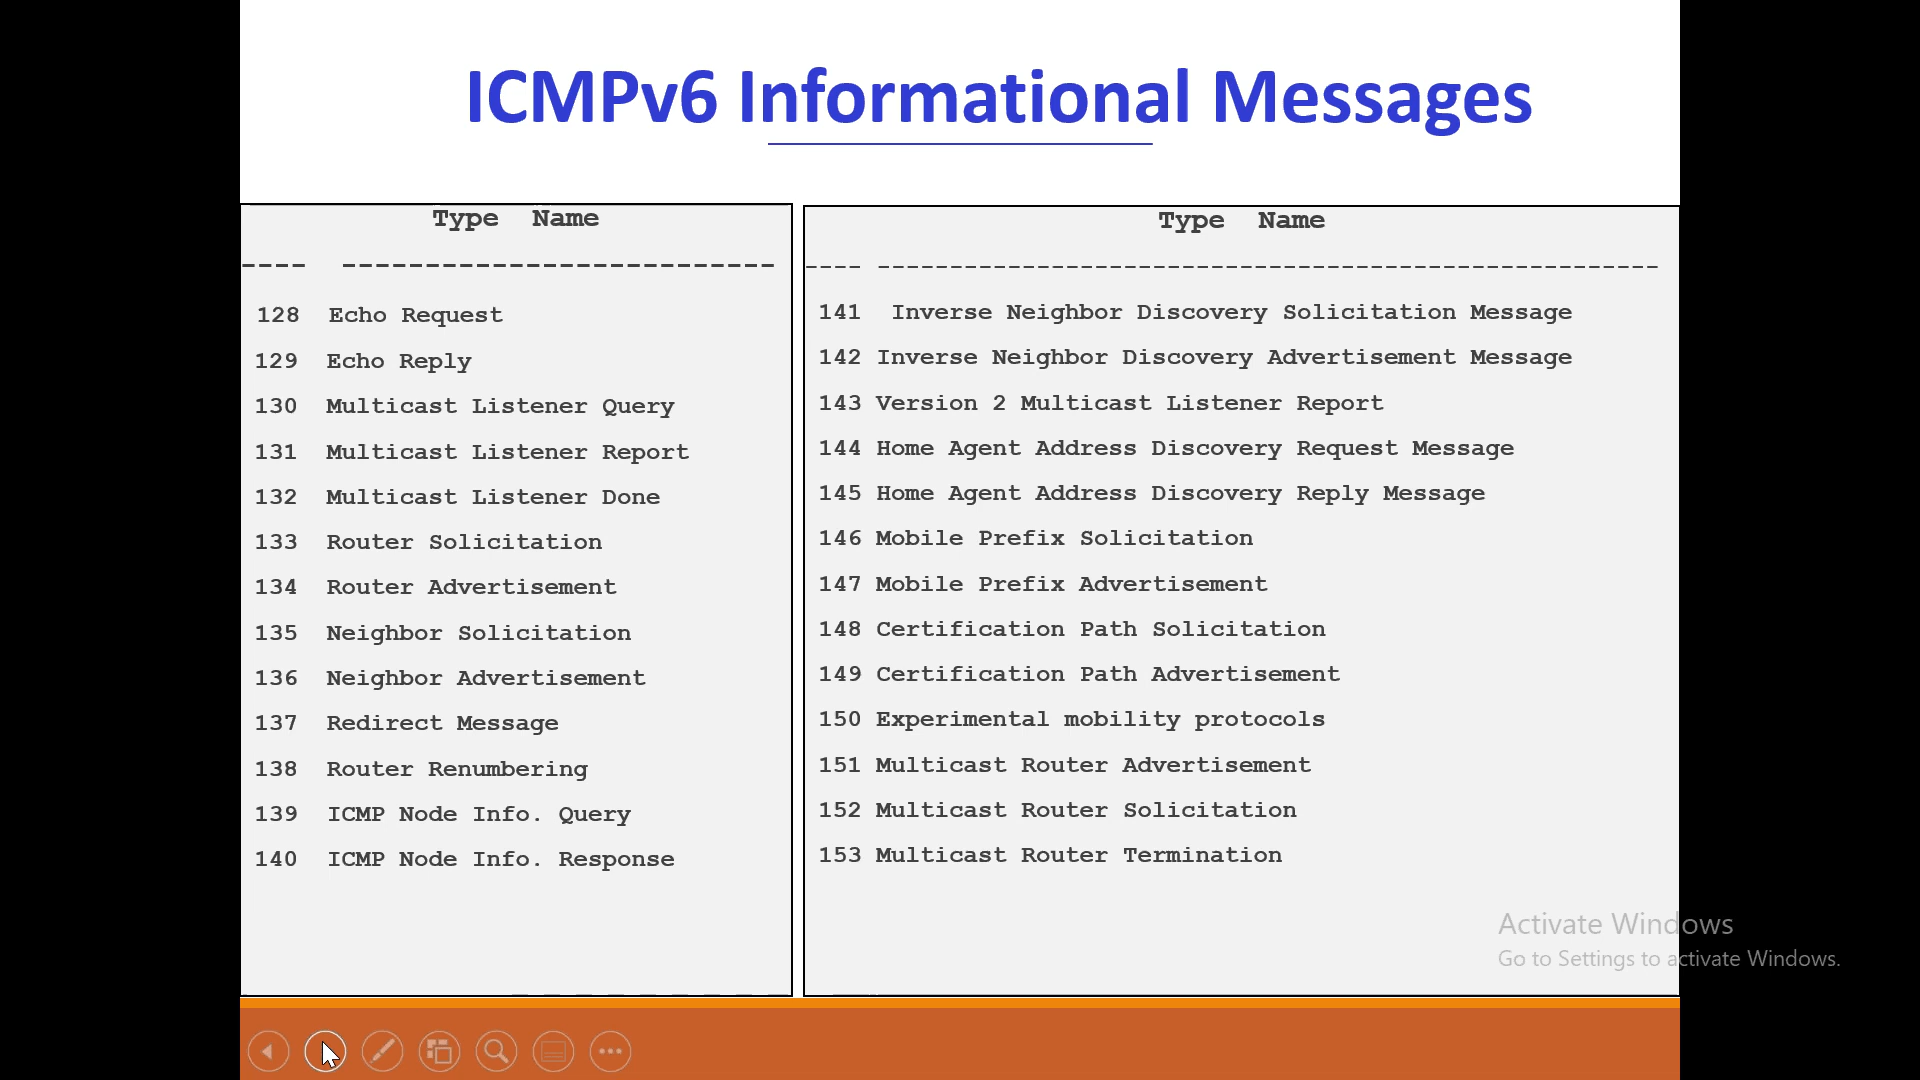 ICMPv6 Informational Messages
Type Name
---- --------------------------
128 Echo Request
129 Echo Reply
130 Multicast Listener Query
131 Multicast Listener Report
132 Multicast Listener Done
133 Router Solicitation
134 Router Advertisement
135 Neighbor Solicitation
136 Neighbor Advertisement
137 Redirect Message
138 Router Renumbering
139 ICMP Node Info. Query
140 ICMP Node Info. Response
Type Name
---- ------------------------------------------------------
141 Inverse Neighbor Discovery Solicitation Message
142 Inverse Neighbor Discovery Advertisement Message
143 Version 2 Multicast Listener Report
144 Home Agent Address Discovery Request Message
145 Home Agent Address Discovery Reply Message
146 Mobile Prefix Solicitation
147 Mobile Prefix Advertisement
148 Certification Path Solicitation
149 Certification Path Advertisement
150 Experimental mobility protocols
151 Multicast Router Advertisement
152 Multicast Router Solicitation
153 Multicast Router Termination
Activate Windows
Go to Settings to activate Windows.